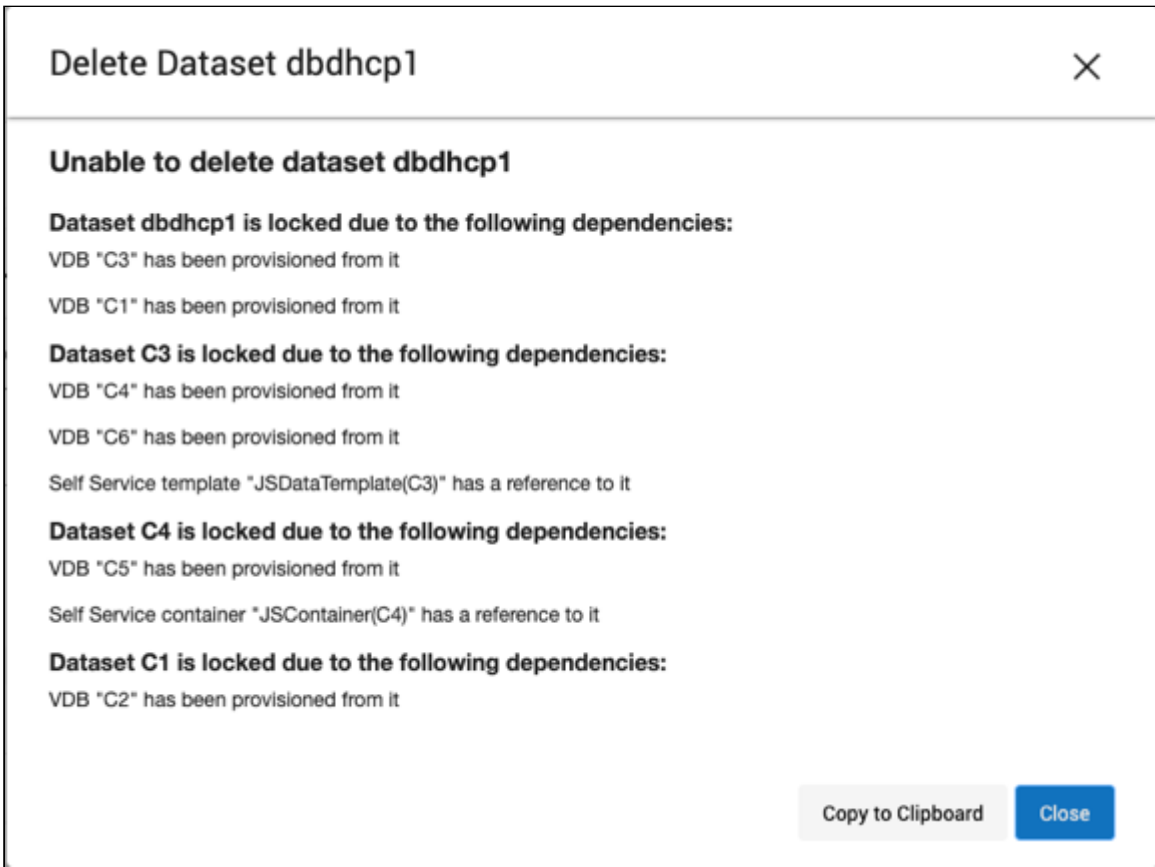 Delete Dataset dbdhcp1
Unable to delete dataset dbdhcp1
Dataset dbdhcp1 is locked due to the following dependencies:
VDB "C3" has been provisioned from it
VDB "C1" has been provisioned from it
Dataset C3 is locked due to the following dependencies:
VDB "C4" has been provisioned from it
VDB "C6" has been provisioned from it
Self Service template "JSDataTemplate(C3)" has a reference to it
Dataset C4 is locked due to the following dependencies:
VDB "C5" has been provisioned from it
Self Service container "JSContainer(C4)" has a reference to it
Dataset C1 is locked due to the following dependencies:
VDB "C2" has been provisioned from it
Copy to Clipboard
Close